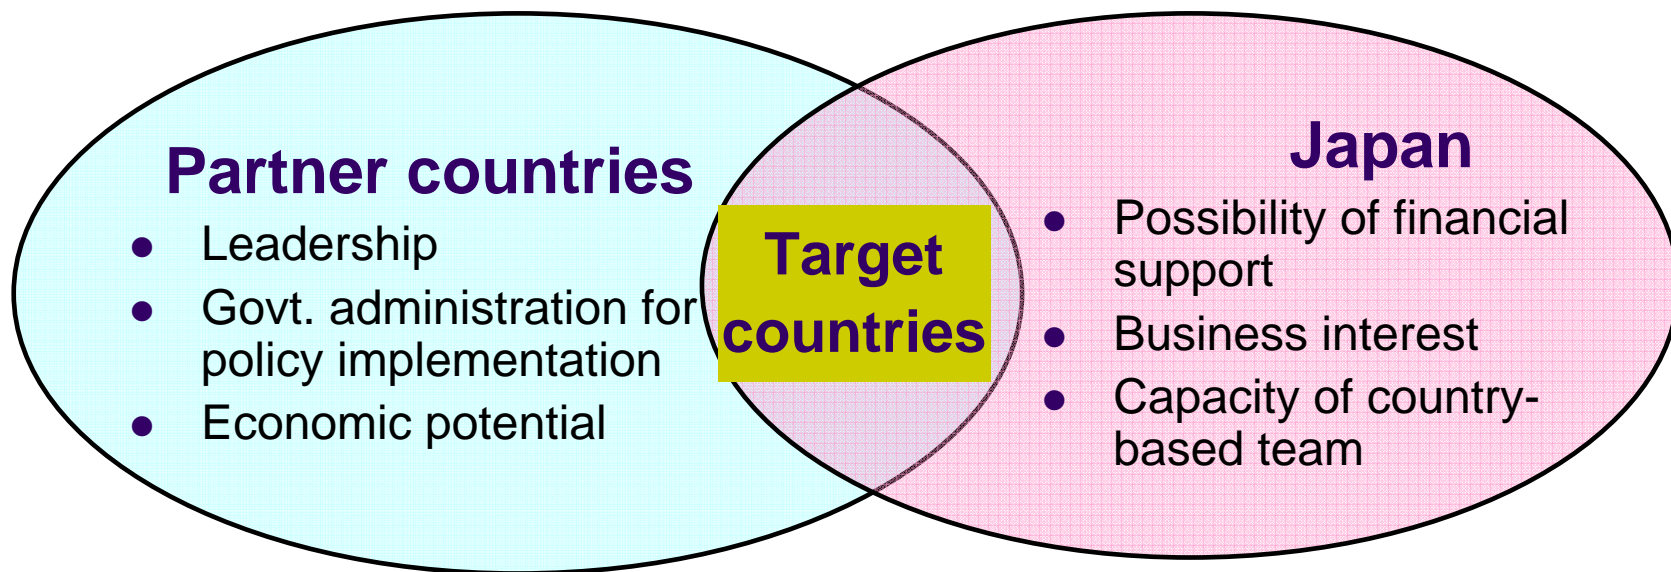 Partner countries
● Leadership
● Govt. administration for
policy implementation
● Economic potential
Target
countries
Japan
● Possibility of financial
support
● Business interest
● Capacity of country-
based team